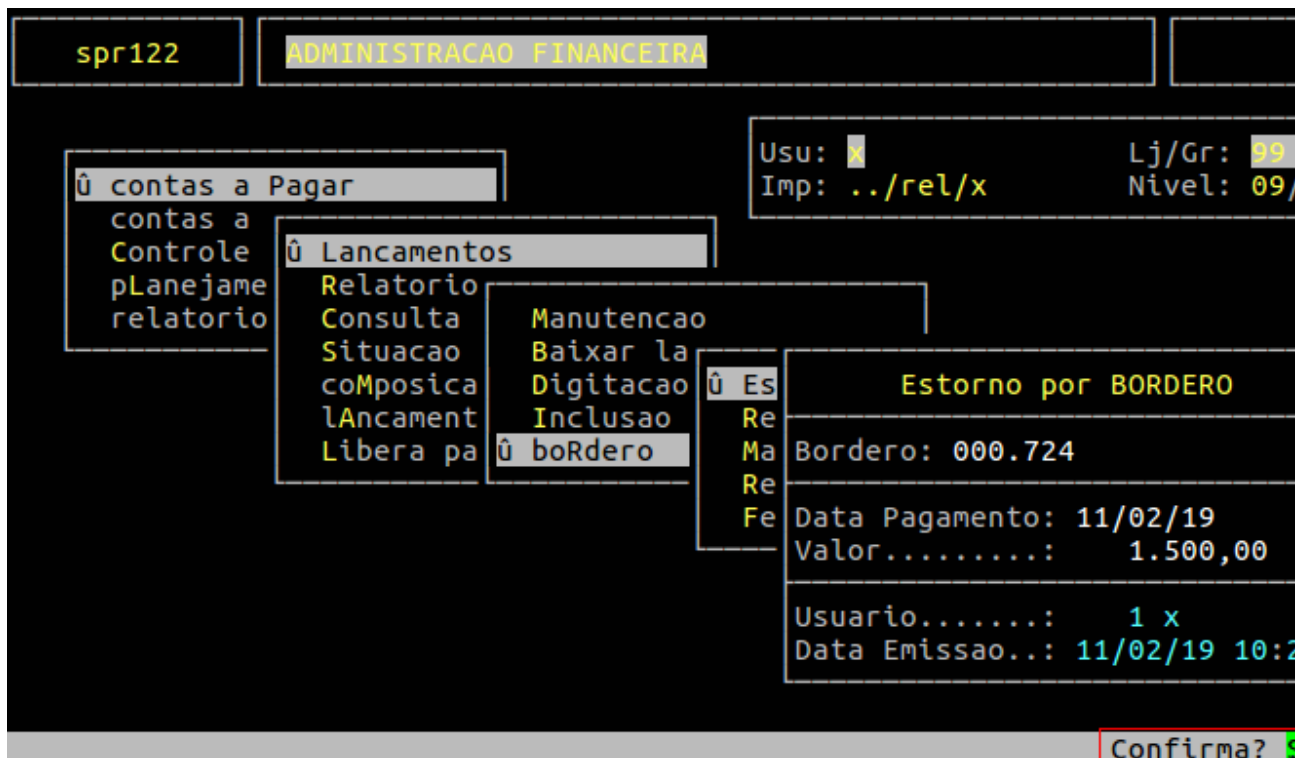 spr122
ADMINISTRACAO FINANCEIRA
Usu: x Lj/Gr: 99
Imp: ../rel/x Nivel: 09/
û contas a Pagar
contas a
Controle
pLanejame
relatorio
û Lancamentos
Relatorio
Consulta
Situacao
coMposica
lAncament
Libera pa
Manutencao
Baixar la
Digitacao
Inclusao
û boRdero
û Es
Re
Ma
Re
Fe
Estorno por BORDERO
Bordero: 000.724
Data Pagamento: 11/02/19
Valor.........: 1.500,00
Usuario.......: 1 x
Data Emissao..: 11/02/19 10:2
Confirma? S